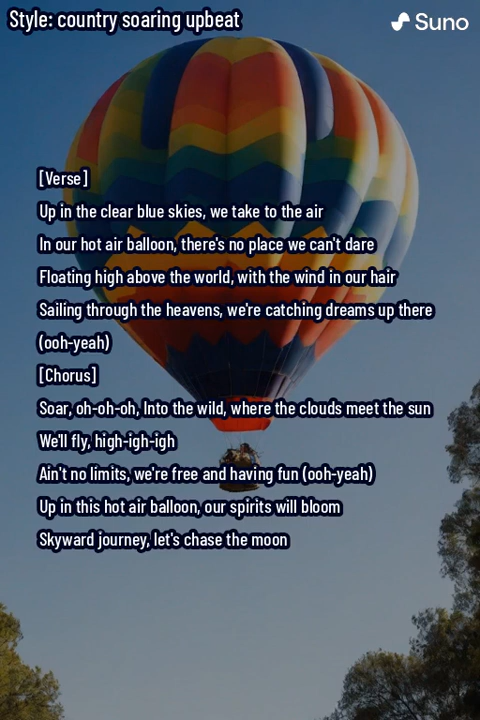 Style: country soaring upbeat
Suno
[Verse]
Up in the clear blue skies, we take to the air
In our hot air balloon, there's no place we can't dare
Floating high above the world, with the wind in our hair
Sailing through the heavens, we're catching dreams up there
(ooh-yeah)
[Chorus]
Soar, oh-oh-oh, Into the wild, where the clouds meet the sun
We'll fly, high-igh-igh
Ain't no limits, we're free and having fun (ooh-yeah)
Up in this hot air balloon, our spirits will bloom
Skyward journey, let's chase the moon